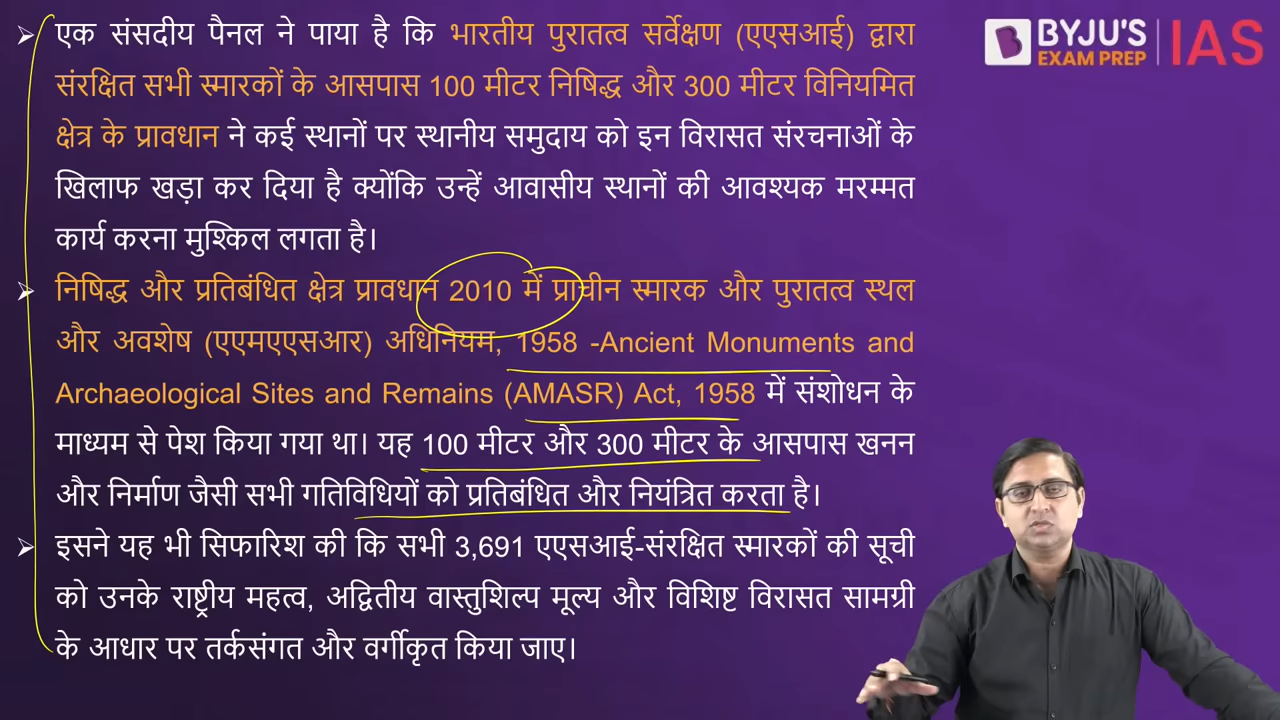 एक संसदीय पैनल ने पाया है कि भारतीय पुरातत्व सर्वेक्षण (एएसआई) द्वारा
संरक्षित सभी स्मारकों के आसपास 100 मीटर निषिद्ध और 300 मीटर विनियमित
क्षेत्र के प्रावधान ने कई स्थानों पर स्थानीय समुदाय को इन विरासत संरचनाओं के
खिलाफ खड़ा कर दिया है क्योंकि उन्हें आवासीय स्थानों की आवश्यक मरम्मत
कार्य करना मुश्किल लगता है।
निषिद्ध और प्रतिबंधित क्षेत्र प्रावधान 2010 में प्राचीन स्मारक और पुरातत्व स्थल
और अवशेष (एएमएएसआर) अधिनियम, 1958 -Ancient Monuments and
Archaeological Sites and Remains (AMASR) Act, 1958 में संशोधन के
माध्यम से पेश किया गया था। यह 100 मीटर और 300 मीटर के आसपास खनन
और निर्माण जैसी सभी गतिविधियों को प्रतिबंधित और नियंत्रित करता है।
इसने यह भी सिफारिश की कि सभी 3,691 एएसआई-संरक्षित स्मारकों की सूची
को उनके राष्ट्रीय महत्व, अद्वितीय वास्तुशिल्प मूल्य और विशिष्ट विरासत सामग्री
के आधार पर तर्कसंगत और वर्गीकृत किया जाए।
BYJU'S
EXAM PREP
IAS